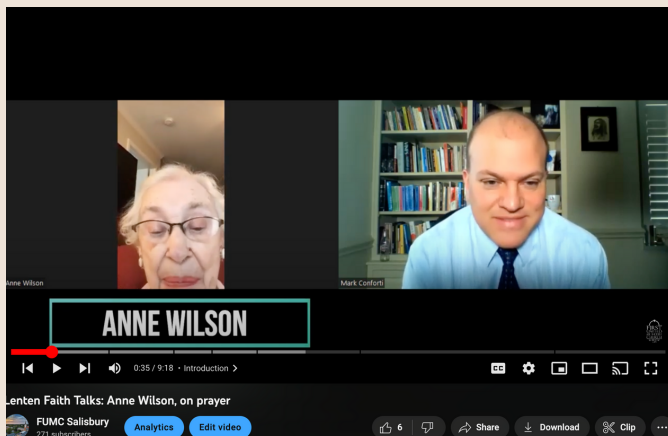 Anne Wilson
Mark Conforti
ANNE WILSON
0:35 / 9:18 • Introduction
CC
Lenten Faith Talks: Anne Wilson, on prayer
FUMC Salisbury
271 subscribers
Analytics
Edit video
6
Share
Download
Clip